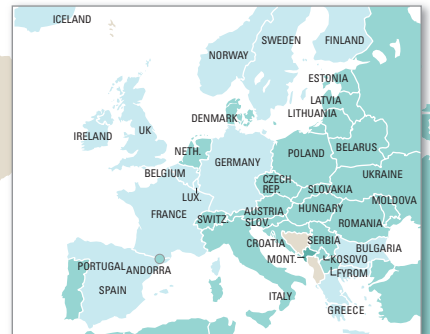 ICELAND
SWEDEN
FINLAND
NORWAY
ESTONIA
LATVIA
LITHUANIA
DENMARK
IRELAND
UK
NETH.
POLAND
BELARUS
GERMANY
BELGIUM
CZECH
REP.
UKRAINE
LUX.
SLOVAKIA
MOLDOVA
FRANCE
SWITZ.
AUSTRIA
HUNGARY
SLOV.
ROMANIA
CROATIA
SERBIA
BULGARIA
MONT.
KOSOVO
PORTUGAL
ANDORRA
FYROM
SPAIN
ITALY
GREECE